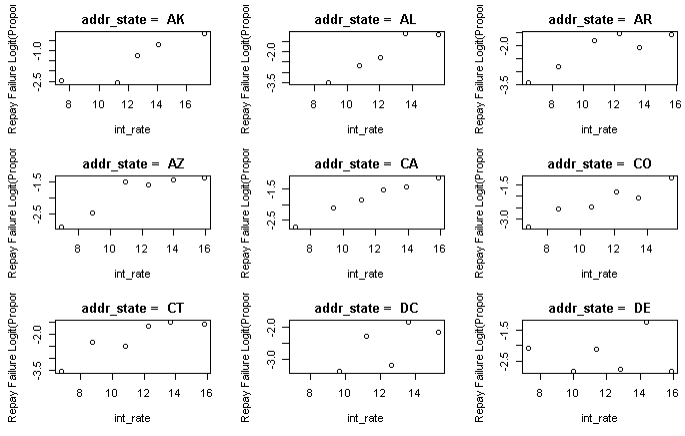 addr_state = AK
Repay Failure Logit(Propor
-1.0
-2.5
8 10 12 14 16
int_rate
addr_state = AL
Repay Failure Logit(Propor
-2.0
-3.5
8 10 12 14
int_rate
addr_state = AR
Repay Failure Logit(Propor
-2.0
-3.5
8 10 12 14
int_rate
addr_state = AZ
Repay Failure Logit(Propor
-1.5
-2.5
8 10 12 14 16
int_rate
addr_state = CA
Repay Failure Logit(Propor
-1.5
-2.5
8 10 12 14 16
int_rate
addr_state = CO
Repay Failure Logit(Propor
-1.5
-3.0
8 10 12 14
int_rate
addr_state = CT
Repay Failure Logit(Propor
-2.0
-3.5
8 10 12 14 16
int_rate
addr_state = DC
Repay Failure Logit(Propor
-2.0
-3.0
8 10 12 14
int_rate
addr_state = DE
Repay Failure Logit(Propor
-1.5
-2.5
8 10 12 14 16
int_rate